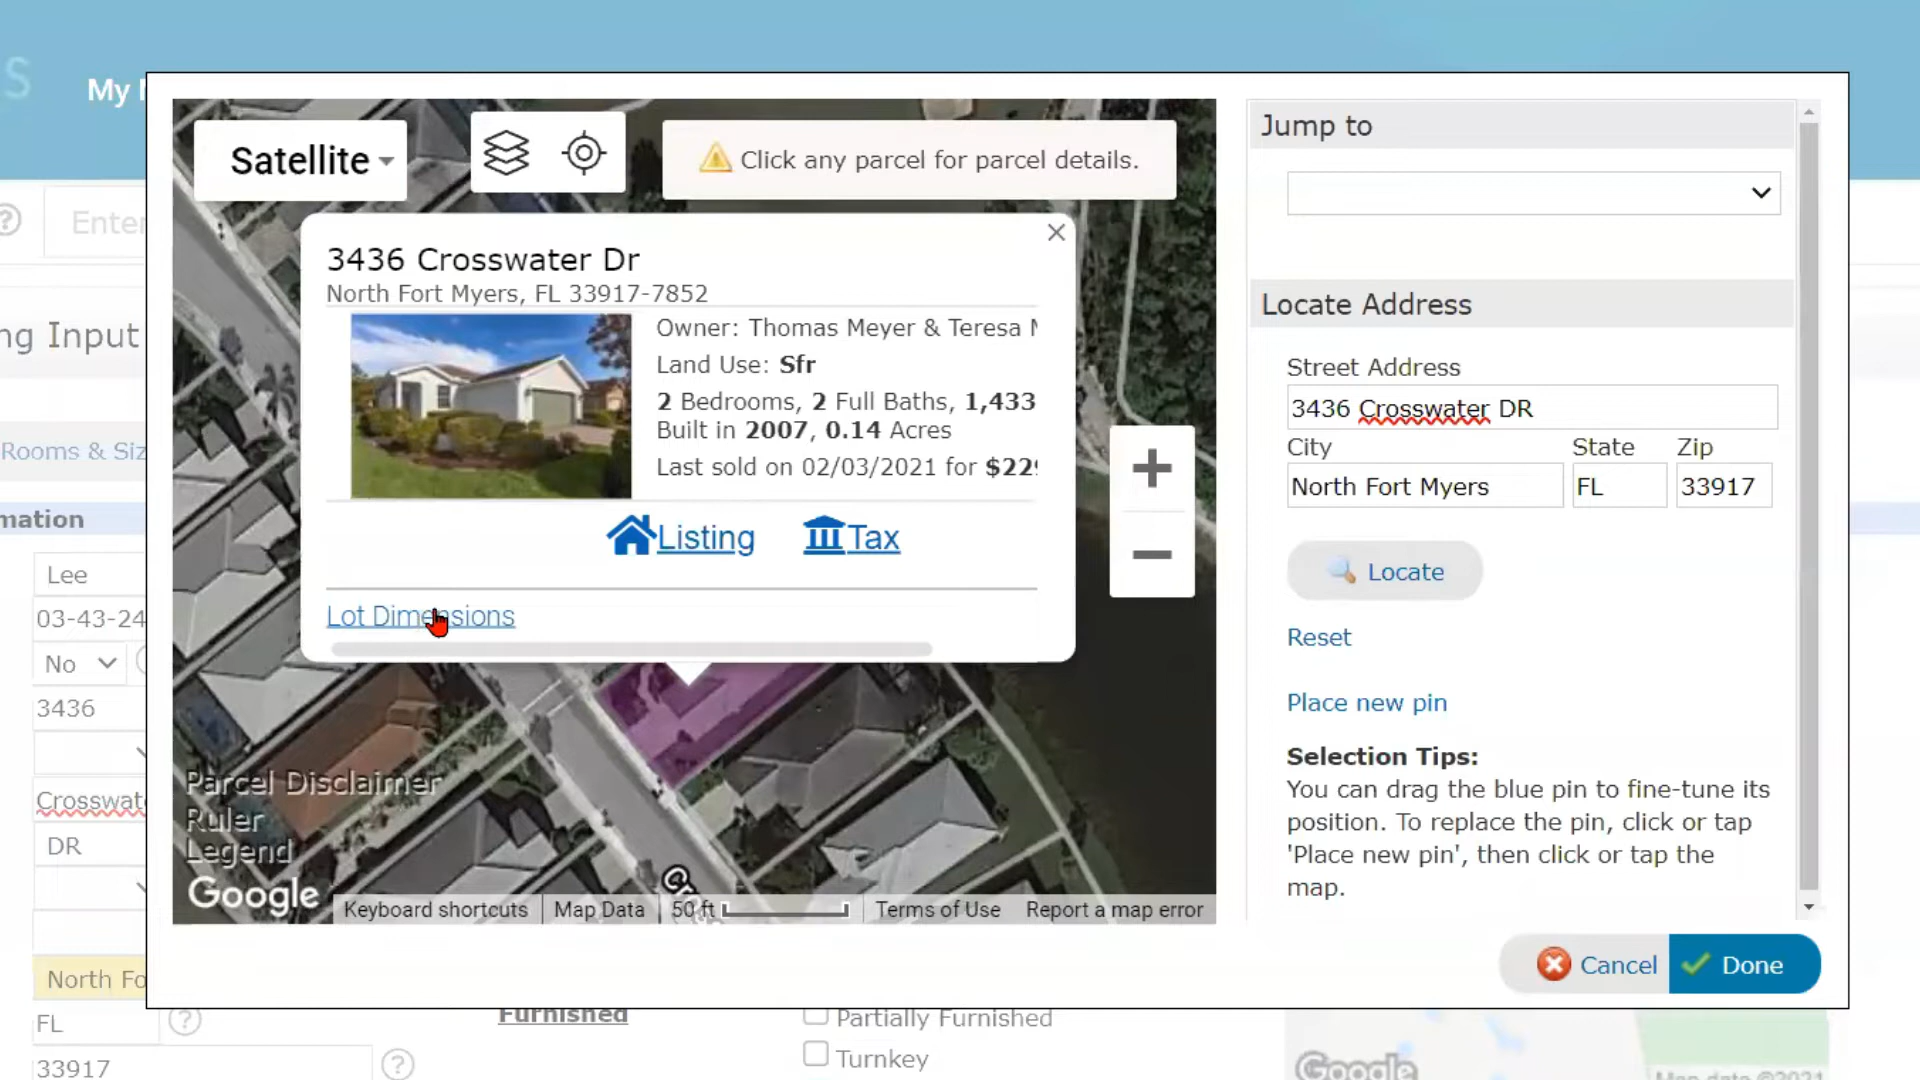 S
My
Enter
ng Input
Rooms & Siz
mation
Lee
03-43-24
No
3436
Crosswate
DR
North Fo
FL
33917
Satellite
Click any parcel for parcel details.
3436 Crosswater Dr
North Fort Myers, FL 33917-7852
Owner: Thomas Meyer & Teresa
Land Use: Sfr
2 Bedrooms, 2 Full Baths, 1,433
Built in 2007, 0.14 Acres
Last sold on 02/03/2021 for $229
Listing
Tax
Lot Dimensions
Parcel Disclaimer
Ruler
Legend
Google
Keyboard shortcuts
Map Data
50 ft
Terms of Use
Report a map error
Jump to
Locate Address
Street Address
3436 Crosswater DR
City State Zip
North Fort Myers FL 33917
Locate
Reset
Place new pin
Selection Tips:
You can drag the blue pin to fine-tune its
position. To replace the pin, click or tap
'Place new pin', then click or tap the
map.
Cancel
Done
Furnished
Partially Furnished
Turnkey
Google
Map data ©2021